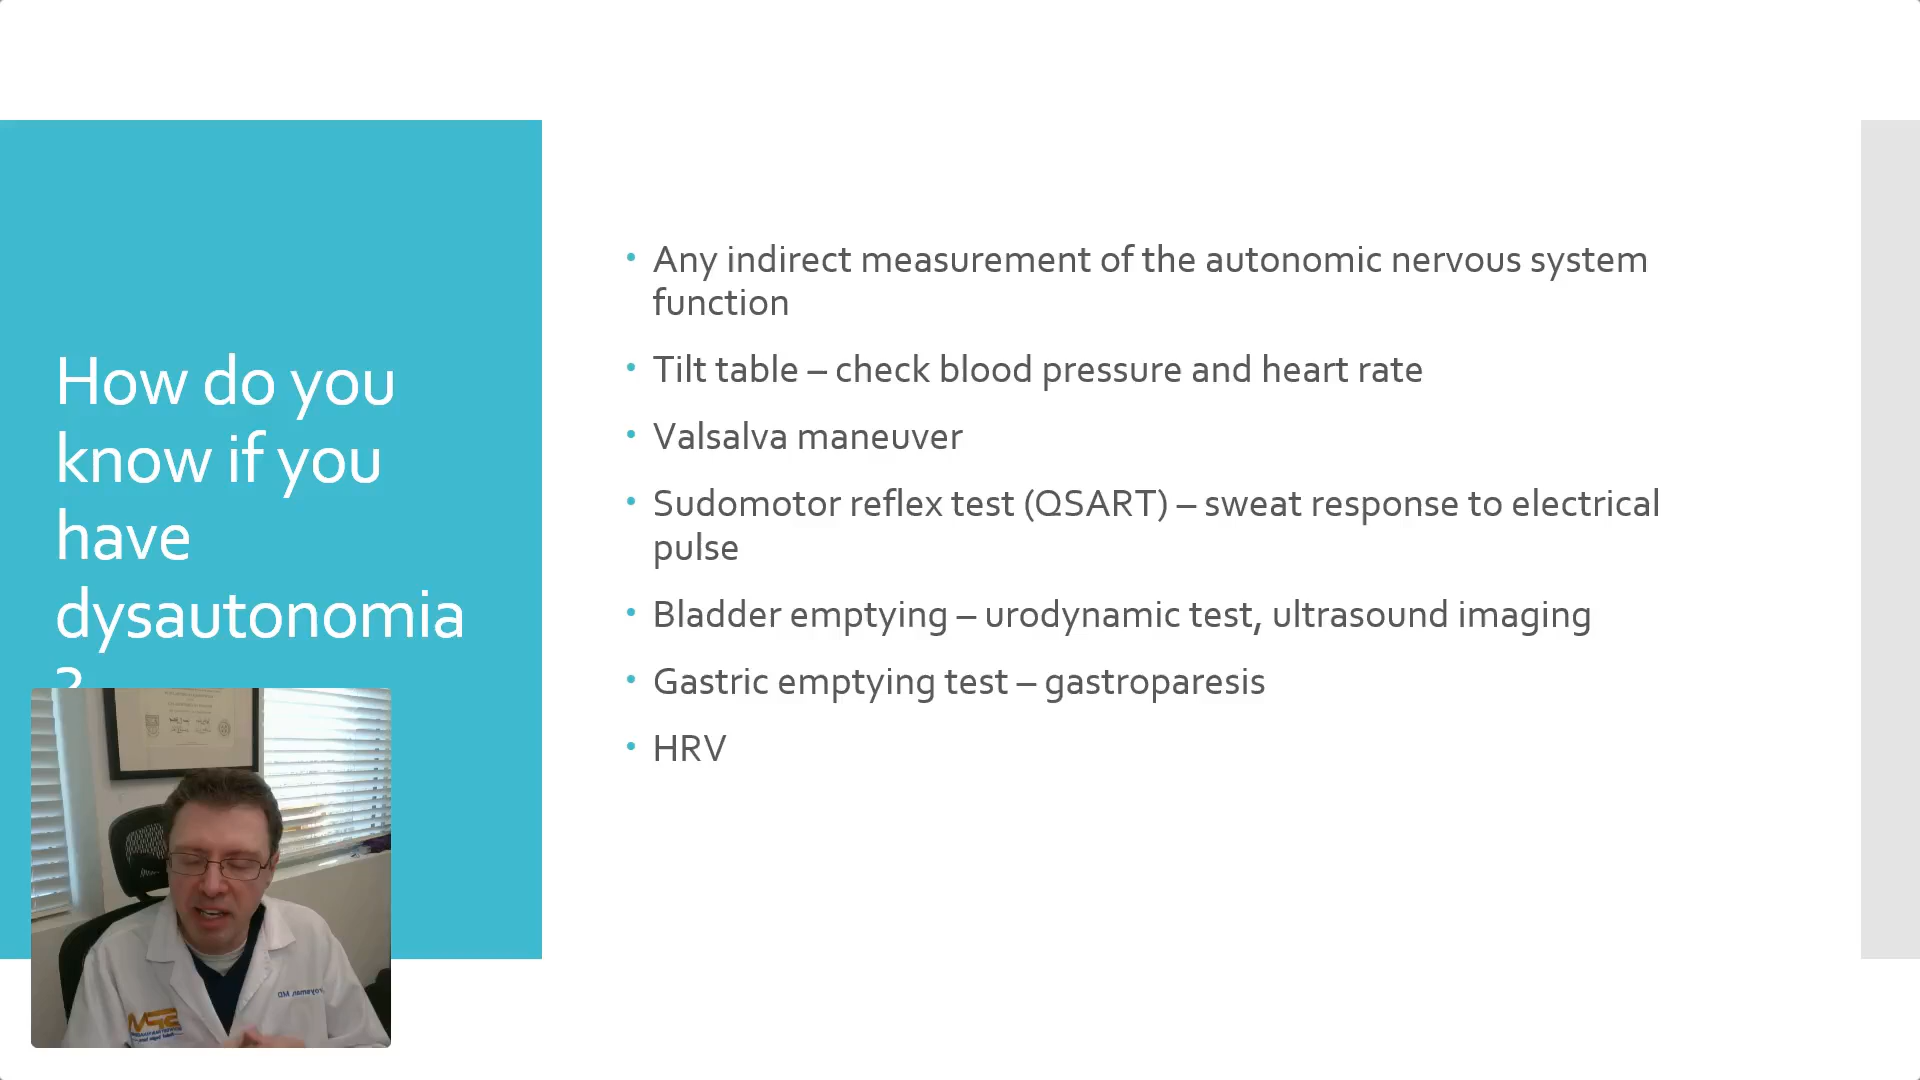 How do you
know if you
have
dysautonomia
?
• Any indirect measurement of the autonomic nervous system
function
• Tilt table – check blood pressure and heart rate
• Valsalva maneuver
• Sudomotor reflex test (QSART) – sweat response to electrical
pulse
• Bladder emptying – urodynamic test, ultrasound imaging
• Gastric emptying test – gastroparesis
• HRV
MD